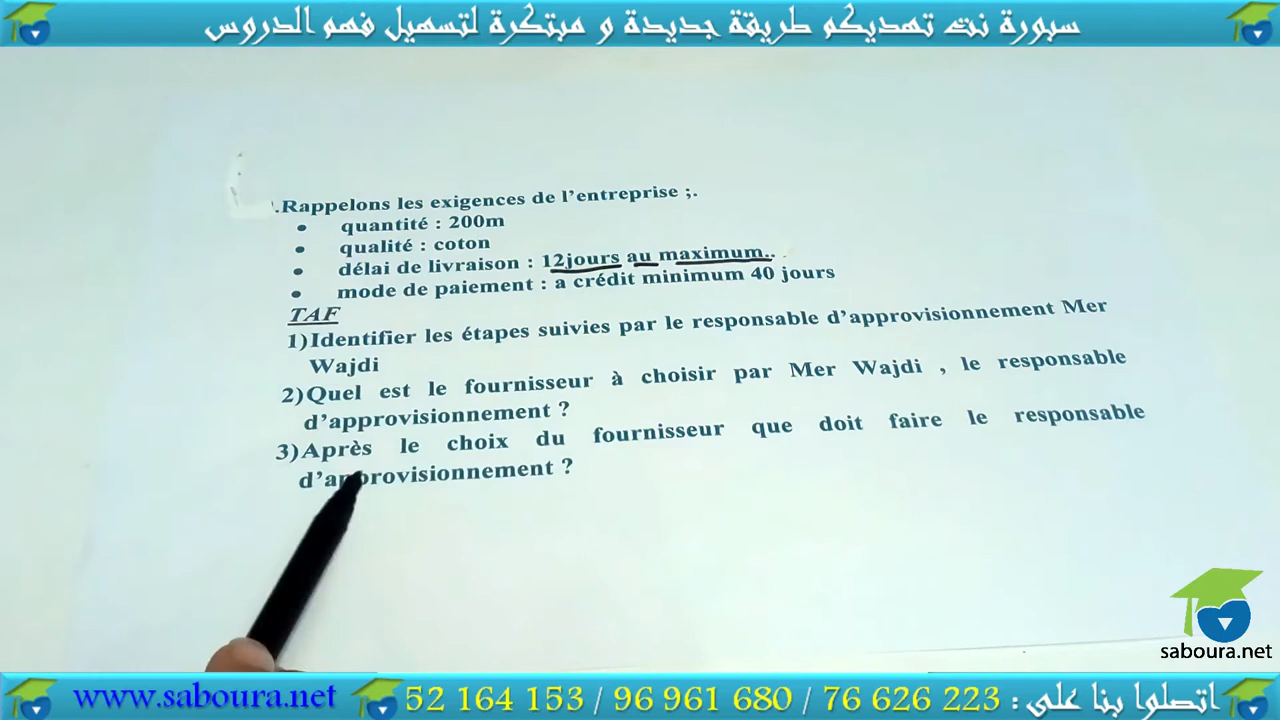 سبورة نت تهديكم طريقة جديدة و مبتكرة لتسهيل فهم الدروس
.Rappelons les exigences de l’entreprise ;.
• quantité : 200m
• qualité : coton
• délai de livraison : 12jours au maximum..
• mode de paiement : a crédit minimum 40 jours
TAF
1)Identifier les étapes suivies par le responsable d’approvisionnement Mer
Wajdi
2)Quel est le fournisseur à choisir par Mer Wajdi , le responsable
d’approvisionnement ?
3)Après le choix du fournisseur que doit faire le responsable
d’approvisionnement ?
saboura.net
www.saboura.net 52 164 153 / 96 961 680 / 76 626 223 : اتصلوا بنا على